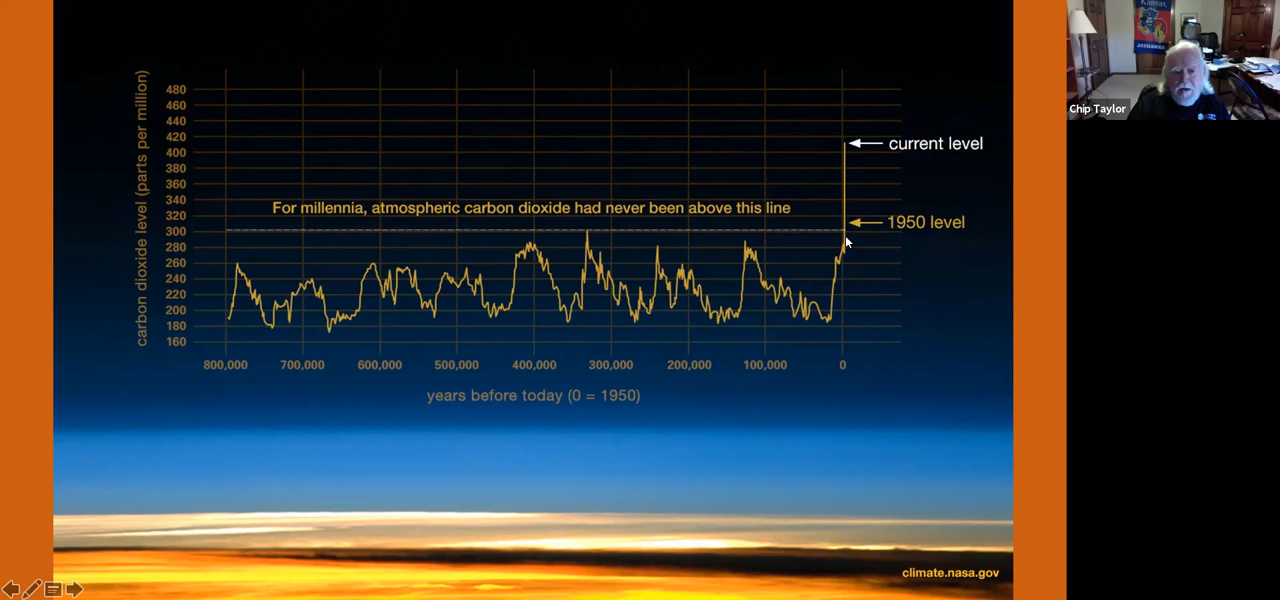 carbon dioxide level (parts per million)
480
460
440
420
400
380
360
340
320
300
280
260
240
220
200
180
160
For millennia, atmospheric carbon dioxide had never been above this line
current level
1950 level
800,000 700,000 600,000 500,000 400,000 300,000 200,000 100,000 0
years before today (0 = 1950)
climate.nasa.gov
Kansas
JAYHAWKS
Chip Taylor